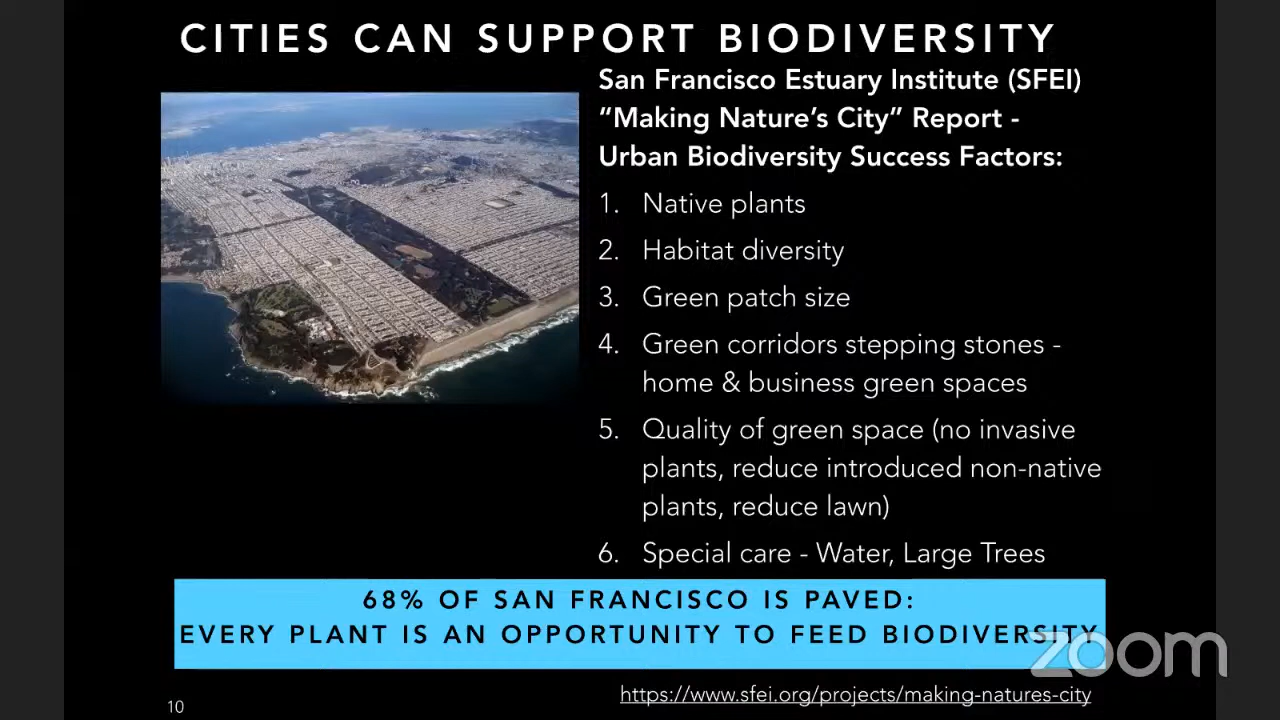 CITIES CAN SUPPORT BIODIVERSITY
San Francisco Estuary Institute (SFEI)
“Making Nature’s City” Report -
Urban Biodiversity Success Factors:
1. Native plants
2. Habitat diversity
3. Green patch size
4. Green corridors stepping stones -
home & business green spaces
5. Quality of green space (no invasive
plants, reduce introduced non-native
plants, reduce lawn)
6. Special care - Water, Large Trees
68% OF SAN FRANCISCO IS PAVED:
EVERY PLANT IS AN OPPORTUNITY TO FEED BIODIVERSITY
zoom
https://www.sfei.org/projects/making-natures-city
10